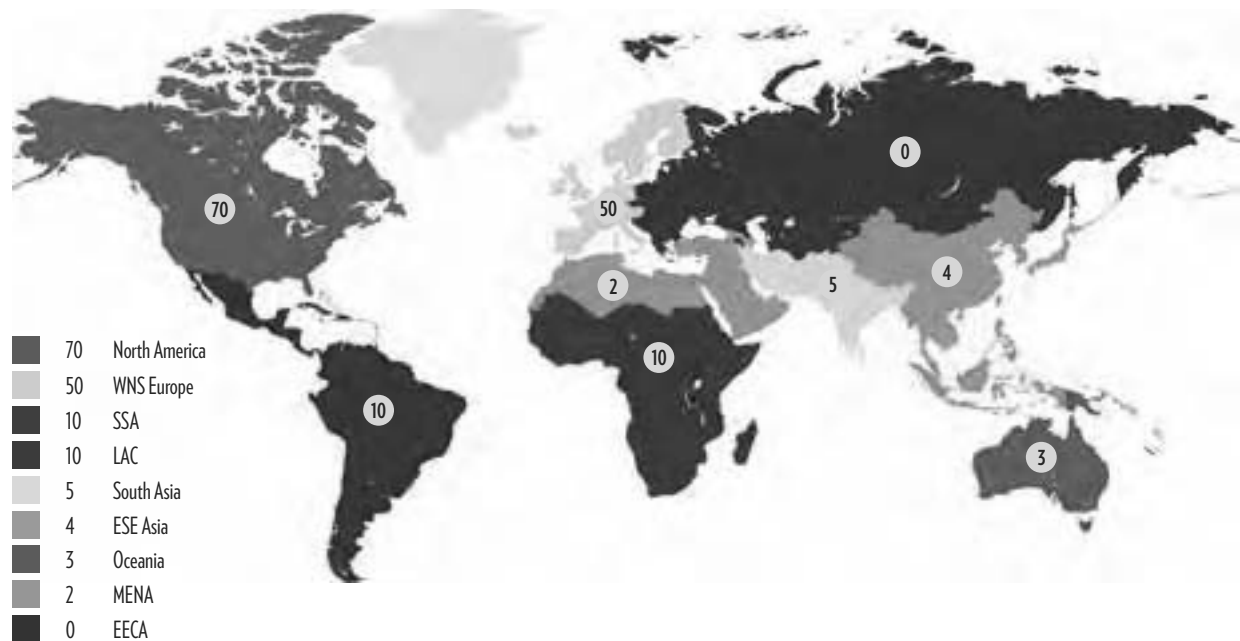 0
70
50
4
2
5
10
10
3
70 North America
50 WNS Europe
10 SSA
10 LAC
5 South Asia
4 ESE Asia
3 Oceania
2 MENA
0 EECA